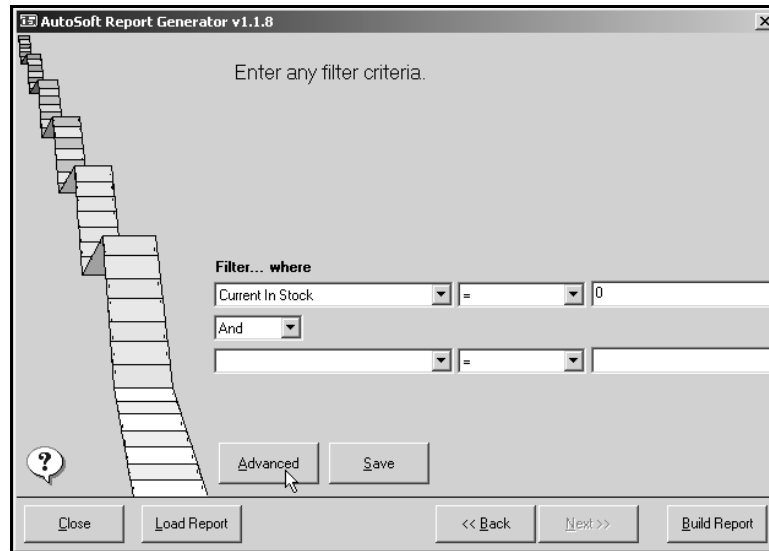 AutoSoft Report Generator v1.1.8
Enter any filter criteria.
Filter... where
Current In Stock = 0
And
=
Advanced Save
Close Load Report << Back Next >> Build Report